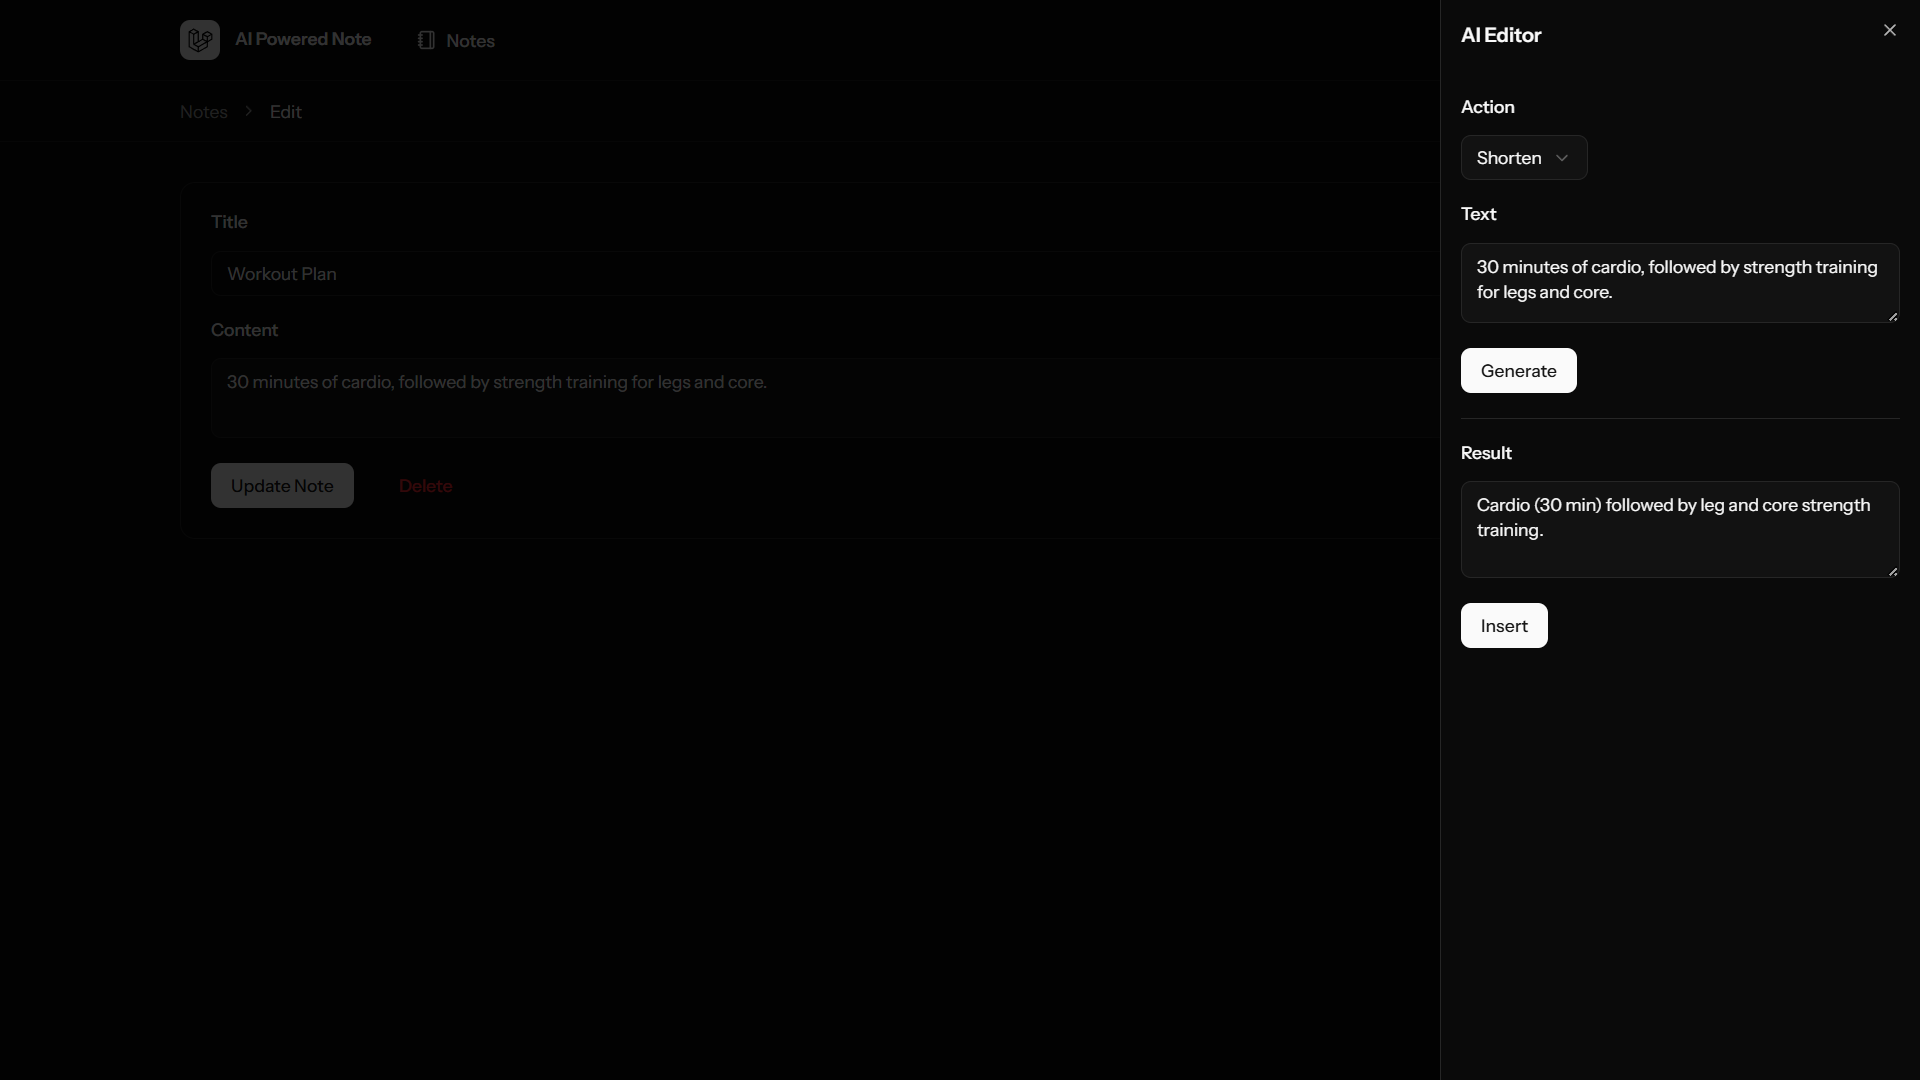 AI Powered Note
Notes
Notes > Edit
Title
Workout Plan
Content
30 minutes of cardio, followed by strength training for legs and core.
Update Note
Delete
AI Editor
Action
Shorten
Text
30 minutes of cardio, followed by strength training
for legs and core.
Generate
Result
Cardio (30 min) followed by leg and core strength
training.
Insert